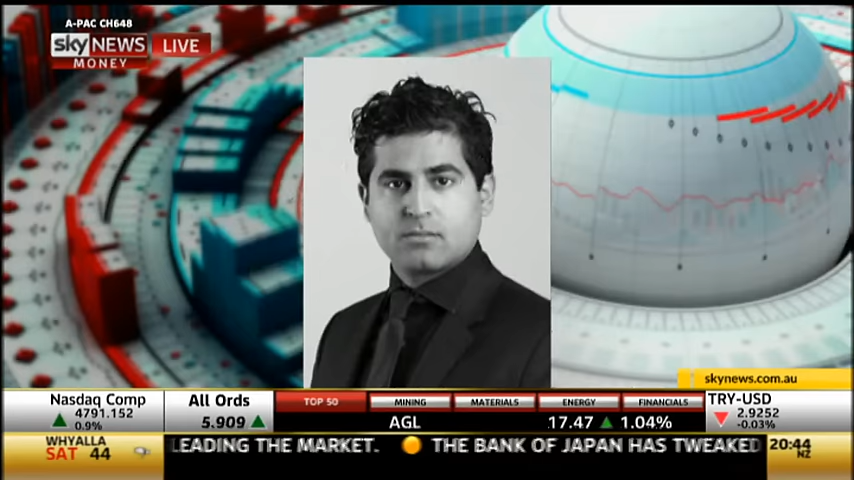 A-PAC CH648
sky NEWS LIVE
MONEY
skynews.com.au
Nasdaq Comp
4791.152
0.9%
All Ords
5.909
TOP 50 MINING MATERIALS ENERGY FINANCIALS
AGL 17.47 1.04%
TRY-USD
2.9252
-0.03%
WHYALLA
SAT 44
LEADING THE MARKET. THE BANK OF JAPAN HAS TWEAKED
20:44
NZ